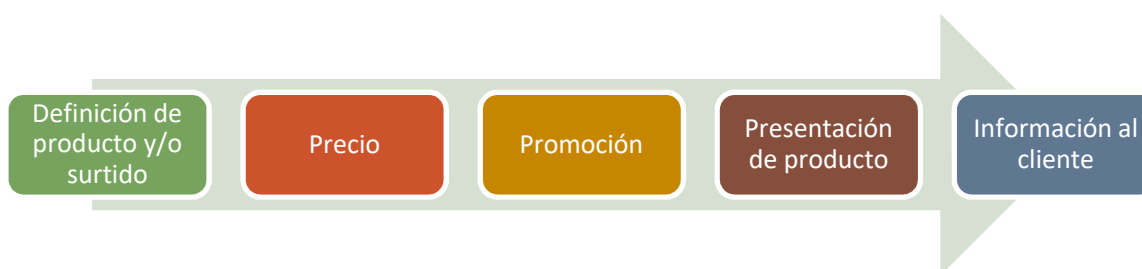 Definición de
producto y/o
surtido
Precio
Promoción
Presentación
de producto
Información al
cliente